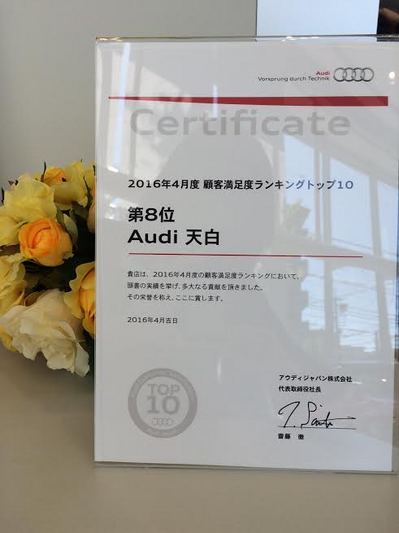 Audi
Vorsprung durch Technik
Certificate
2016年4月度 顧客満足度ランキングトップ10
第8位
Audi 天白
貴店は、2016年4月度の顧客満足度ランキングにおいて、
頭書の実績を挙げ、多大なる貢献を頂きました。
その栄誉を称え、ここに賞します。
2016年4月吉日
アウディジャパン株式会社
代表取締役社長
齋藤 徹
TOP
10